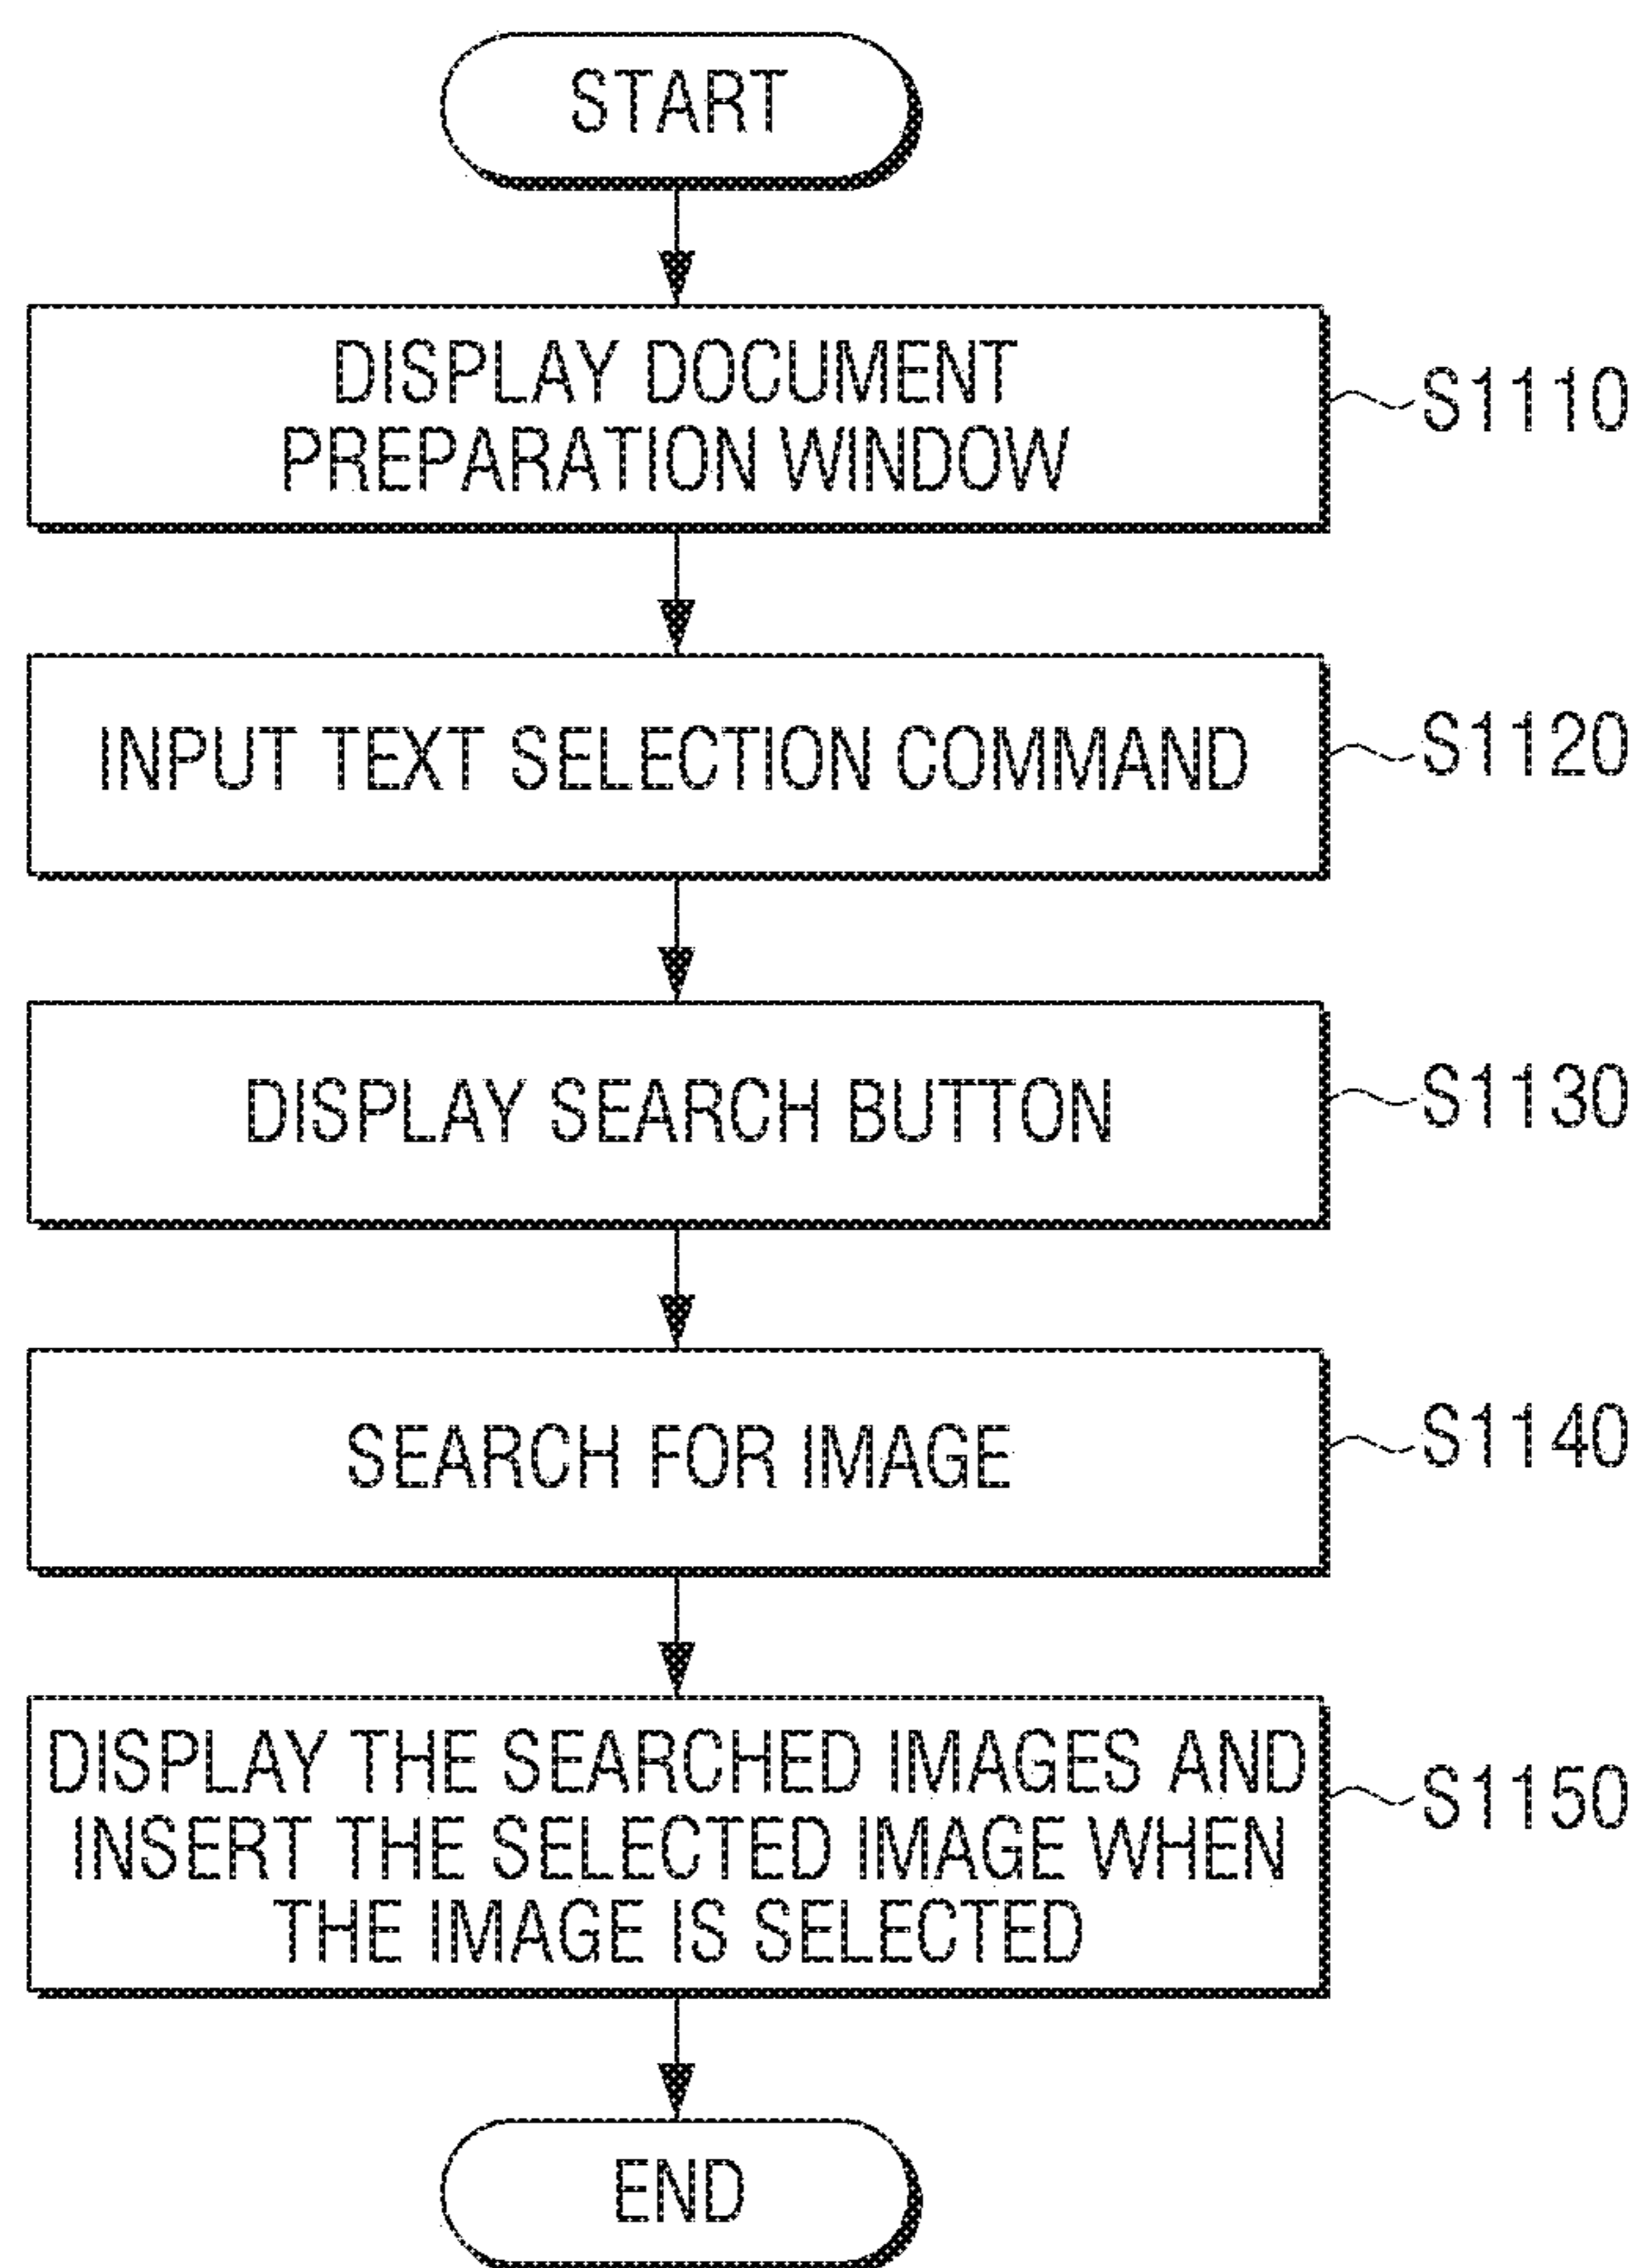 START
DISPLAY DOCUMENT
PREPARATION WINDOW
S1110
INPUT TEXT SELECTION COMMAND
S1120
DISPLAY SEARCH BUTTON
S1130
SEARCH FOR IMAGE
S1140
DISPLAY THE SEARCHED IMAGES AND
INSERT THE SELECTED IMAGE WHEN
THE IMAGE IS SELECTED
S1150
END